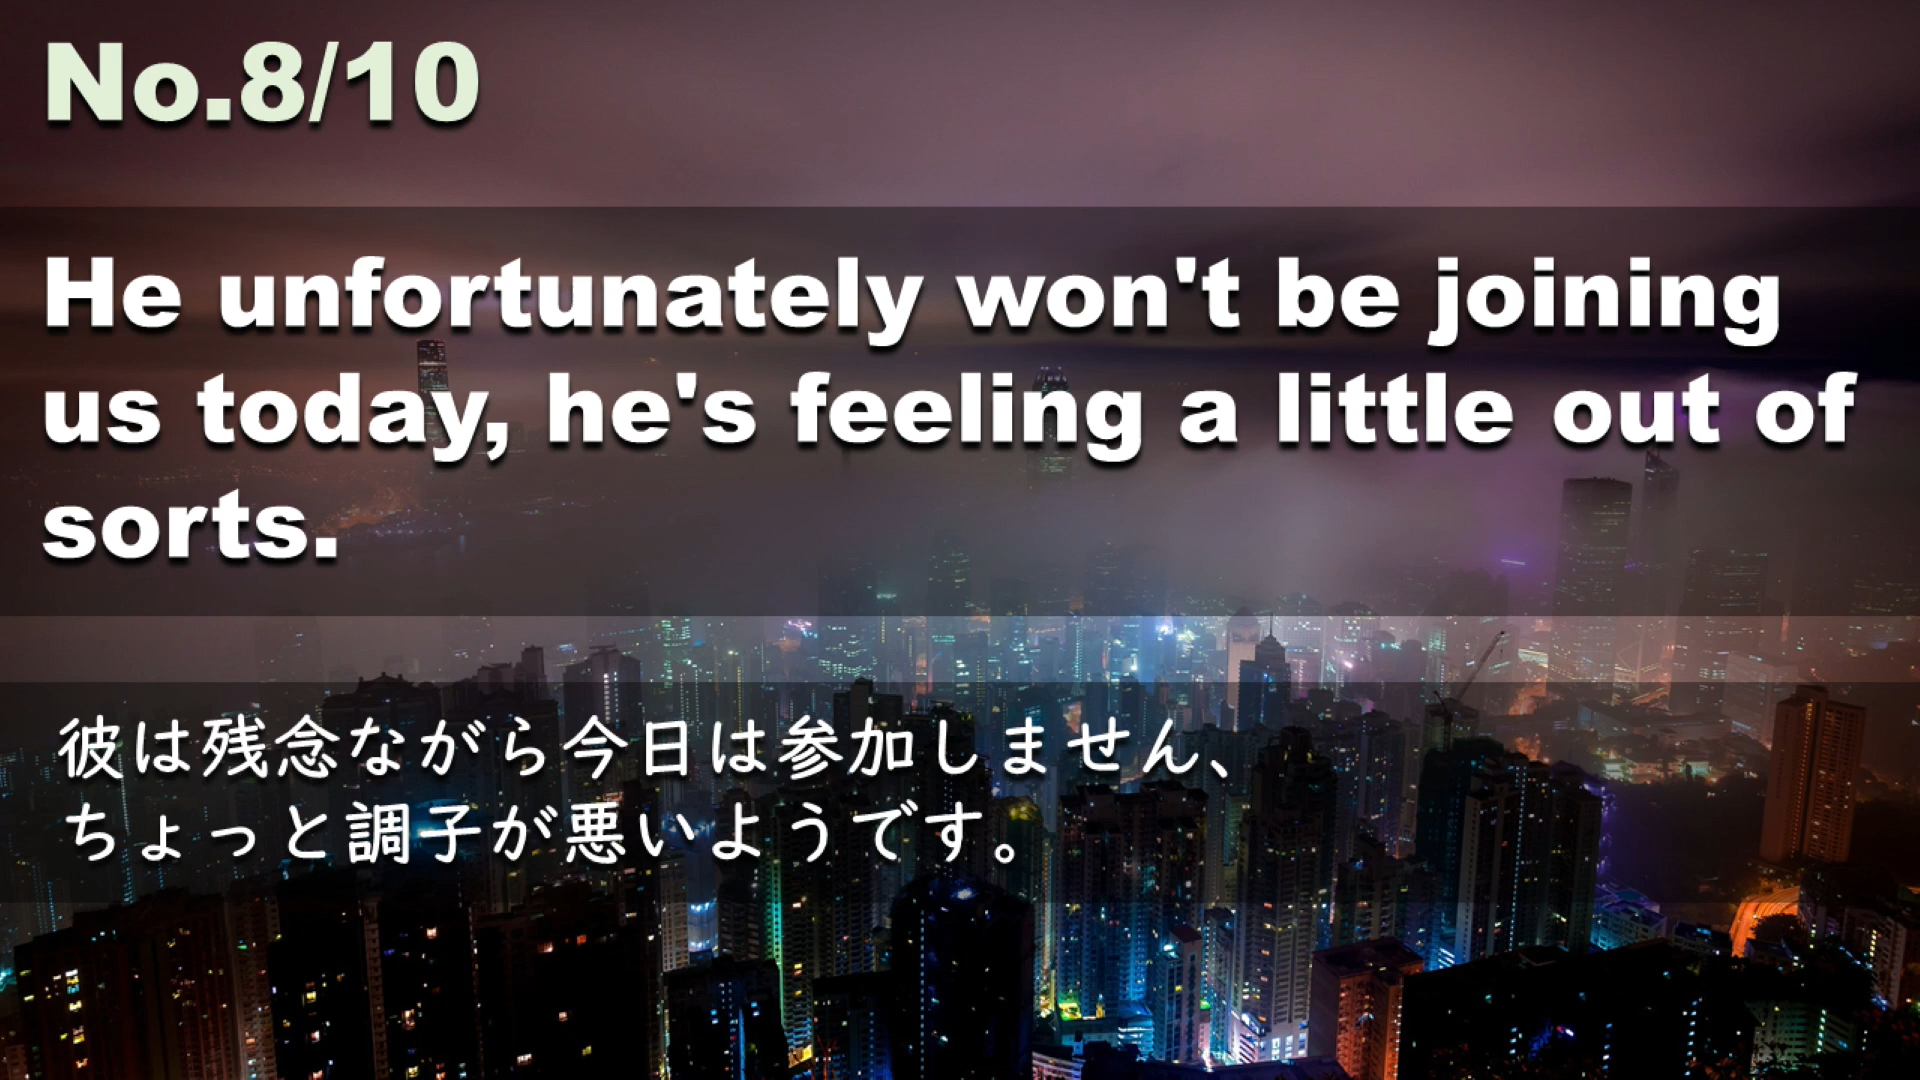 No.8/10
He unfortunately won't be joining
us today, he's feeling a little out of
sorts.
彼は残念ながら今日は参加しません、
ちょっと調子が悪いようです。